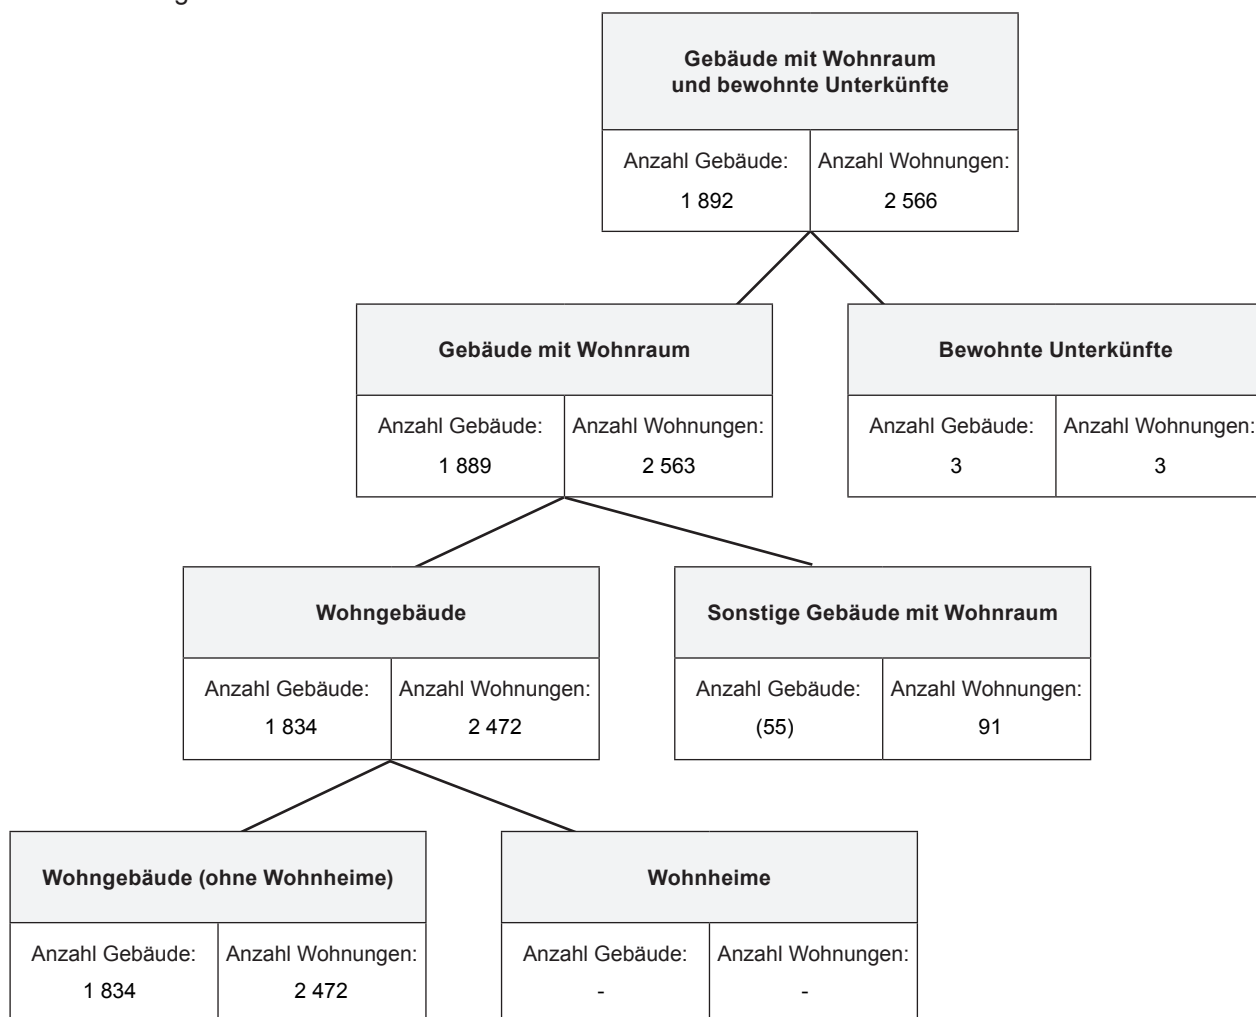 Gebäude mit Wohnraum
und bewohnte Unterkünfte
Anzahl Gebäude: Anzahl Wohnungen:
1 892 2 566
Gebäude mit Wohnraum Bewohnte Unterkünfte
Anzahl Gebäude: Anzahl Wohnungen: Anzahl Gebäude: Anzahl Wohnungen:
1 889 2 563 3 3
Wohngebäude Sonstige Gebäude mit Wohnraum
Anzahl Gebäude: Anzahl Wohnungen: Anzahl Gebäude: Anzahl Wohnungen:
1 834 2 472 (55) 91
Wohngebäude (ohne Wohnheime) Wohnheime
Anzahl Gebäude: Anzahl Wohnungen: Anzahl Gebäude: Anzahl Wohnungen:
1 834 2 472 - -